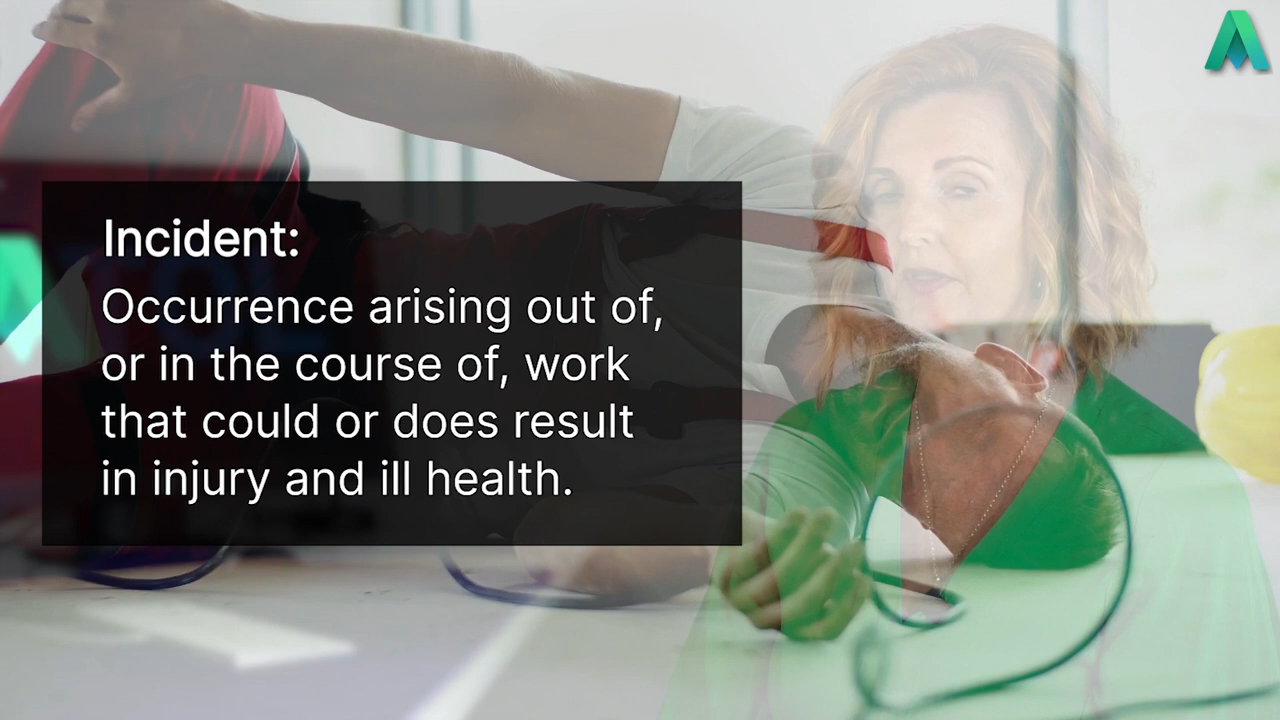 Incident:
Occurrence arising out of,
or in the course of, work
that could or does result
in injury and ill health.